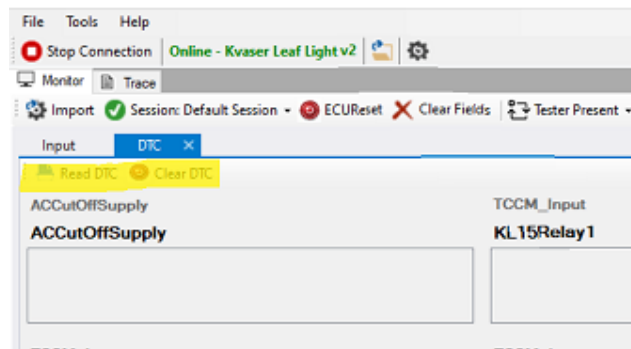 File Tools Help
Stop Connection Online - Kvaser Leaf Light v2
Monitor Trace
Import Session: Default Session ECUReset Clear Fields Tester Present
Input DTC ×
Read DTC Clear DTC
ACCutOffSupply TCCM_Input
ACCutOffSupply KL15Relay1